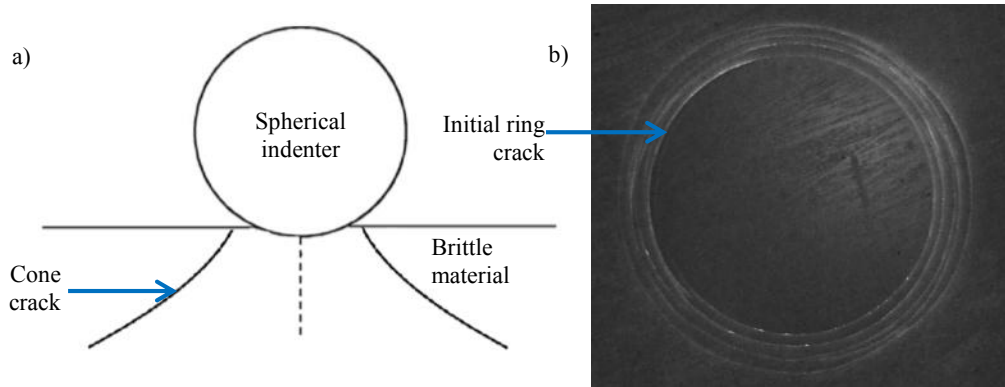 a)
Spherical
indenter
Cone
crack
Brittle
material
b)
Initial ring
crack